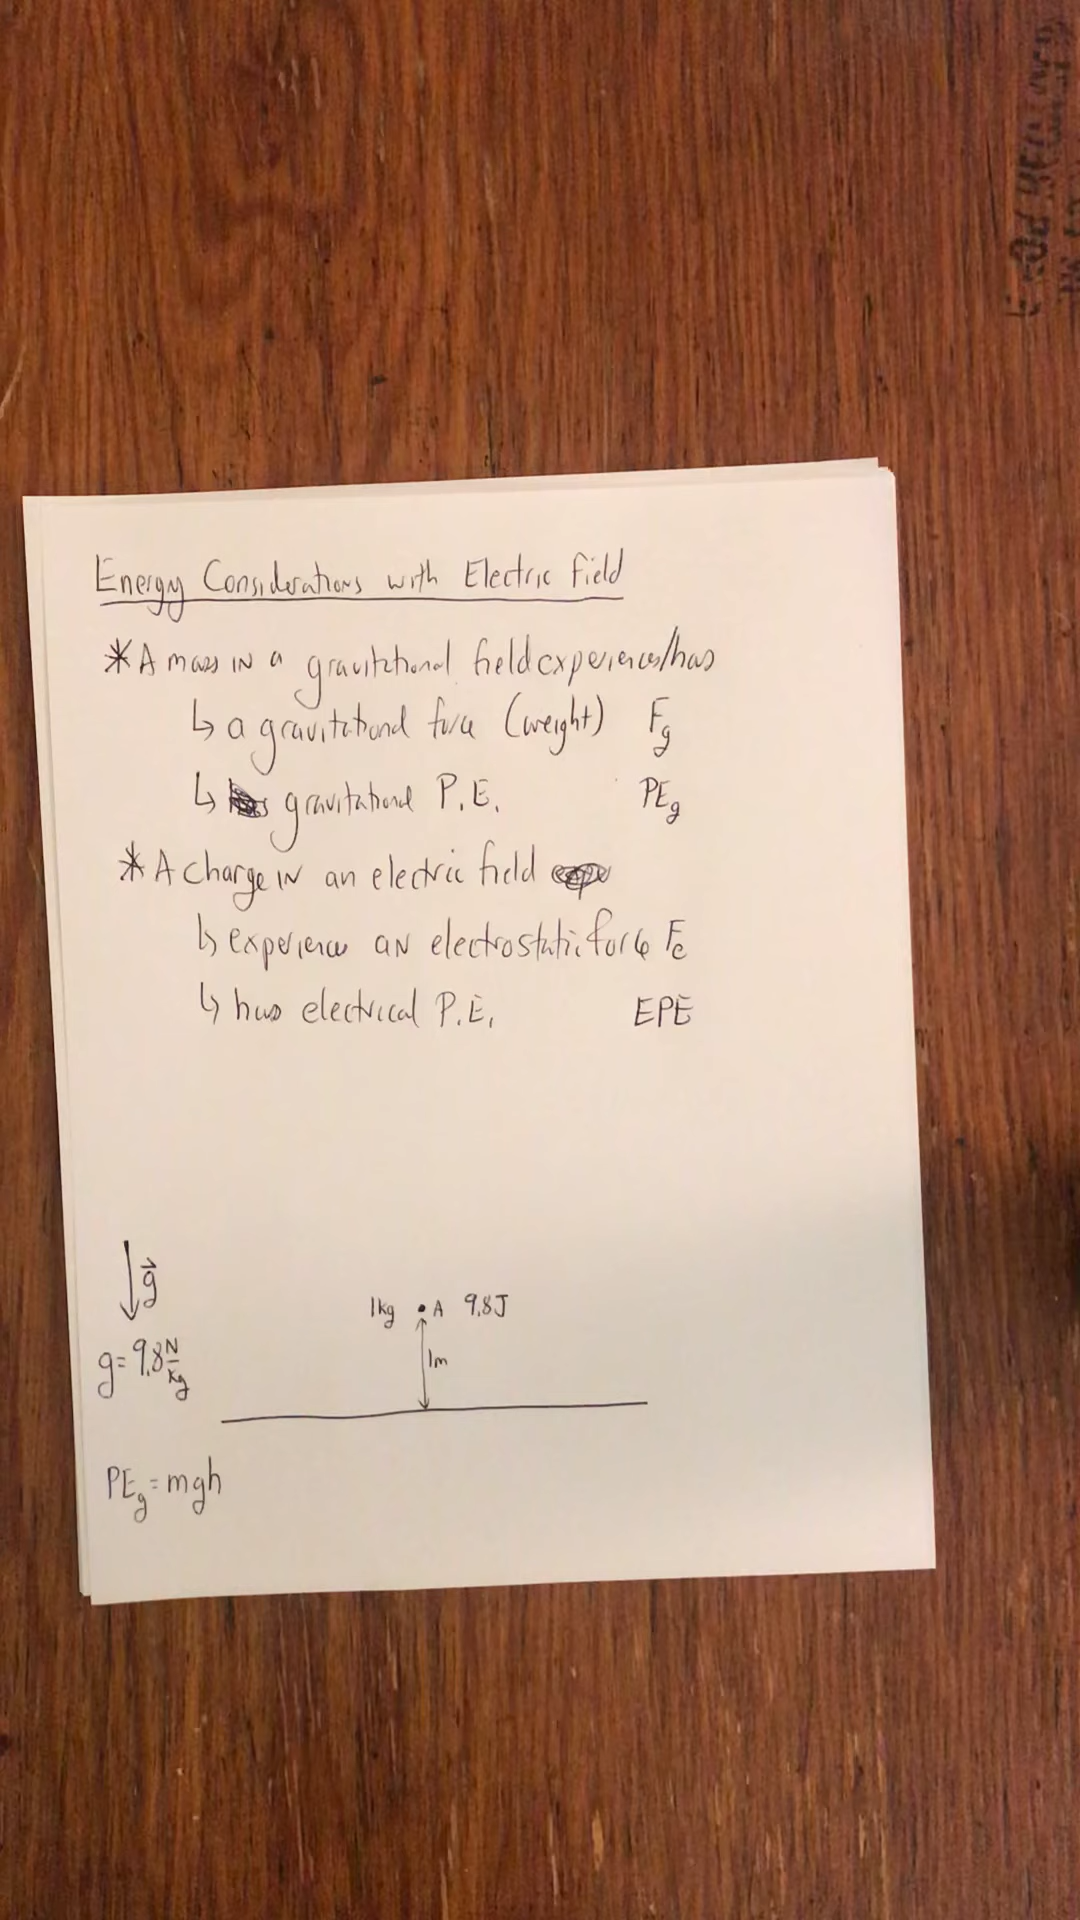 Energy Considerations with Electric Field
* A mass in a gravitational field experiences/has
↳ a gravitational force (weight) Fg
↳ gravitational P.E. PEg
* A charge in an electric field
↳ experiences an electrostatic force Fe
↳ has electrical P.E. EPE
g
1kg • A 9.8J
1m
g = 9.8 N/kg
PEg = mgh